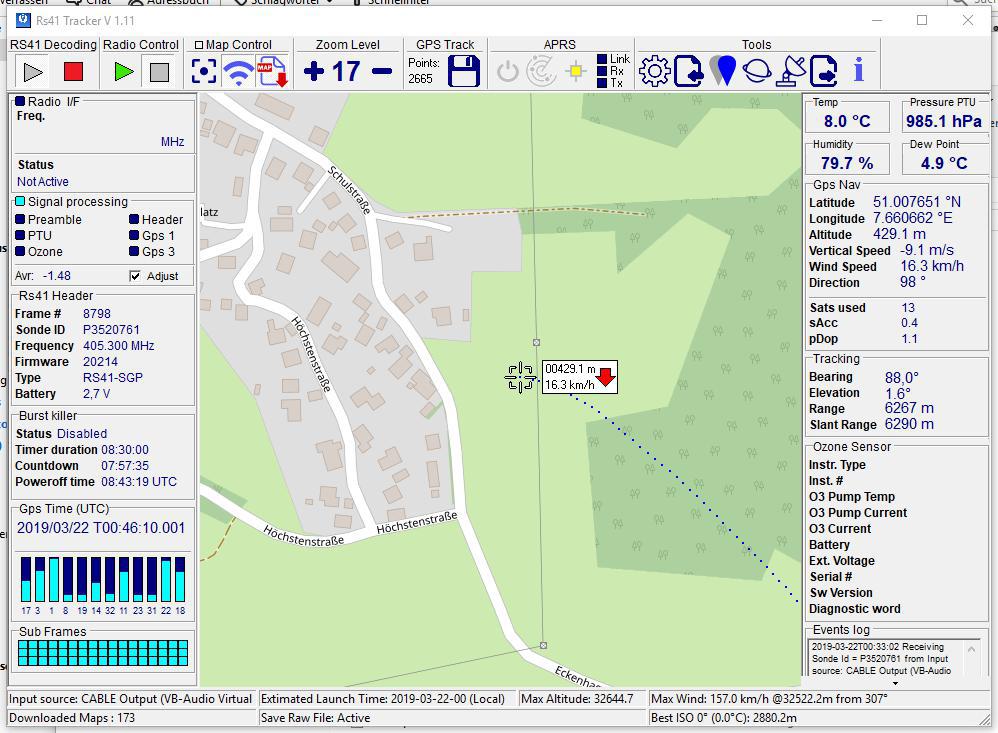 Rs41 Tracker V 1.11
RS41 Decoding
Radio Control
Map Control
Zoom Level
GPS Track
APRS
Tools
MAP
17
Points:
2665
Link
Rx
Tx
Radio I/F
Freq.
MHz
Status
Not Active
Signal processing
Preamble Header
PTU Gps 1
Ozone Gps 3
Avr: -1.48 Adjust
Rs41 Header
Frame # 8798
Sonde ID P3520761
Frequency 405.300 MHz
Firmware 20214
Type RS41-SGP
Battery 2,7 V
Burst killer
Status Disabled
Timer duration 08:30:00
Countdown 07:57:35
Poweroff time 08:43:19 UTC
Gps Time (UTC)
2019/03/22 T00:46:10.001
17 3 1 8 19 14 32 11 23 31 22 18
Sub Frames
Schulstraße
latz
Höchstenstraße
Höchstenstraße
Höchstenstraße
00429.1 m
16.3 km/h
Temp
8.0 °C
Pressure PTU
985.1 hPa
Humidity
79.7 %
Dew Point
4.9 °C
Gps Nav
Latitude 51.007651 °N
Longitude 7.660662 °E
Altitude 429.1 m
Vertical Speed -9.1 m/s
Wind Speed 16.3 km/h
Direction 98 °
Sats used 13
sAcc 0.4
pDop 1.1
Tracking
Bearing 88,0°
Elevation 1.6°
Range 6267 m
Slant Range 6290 m
Ozone Sensor
Instr. Type
Inst. #
O3 Pump Temp
O3 Pump Current
O3 Current
Battery
Ext. Voltage
Serial #
Sw Version
Diagnostic word
Events log
2019-03-22T00:33:02 Receiving
Sonde Id = P3520761 from Input
source: CABLE Output (VB-Audio
Input source: CABLE Output (VB-Audio Virtual
Extimated Launch Time: 2019-03-22-00 (Local)
Max Altitude: 32644.7
Max Wind: 157.0 km/h @32522.2m from 307°
Downloaded Maps : 173
Save Raw File: Active
Best ISO 0° (0.0°C): 2880.2m